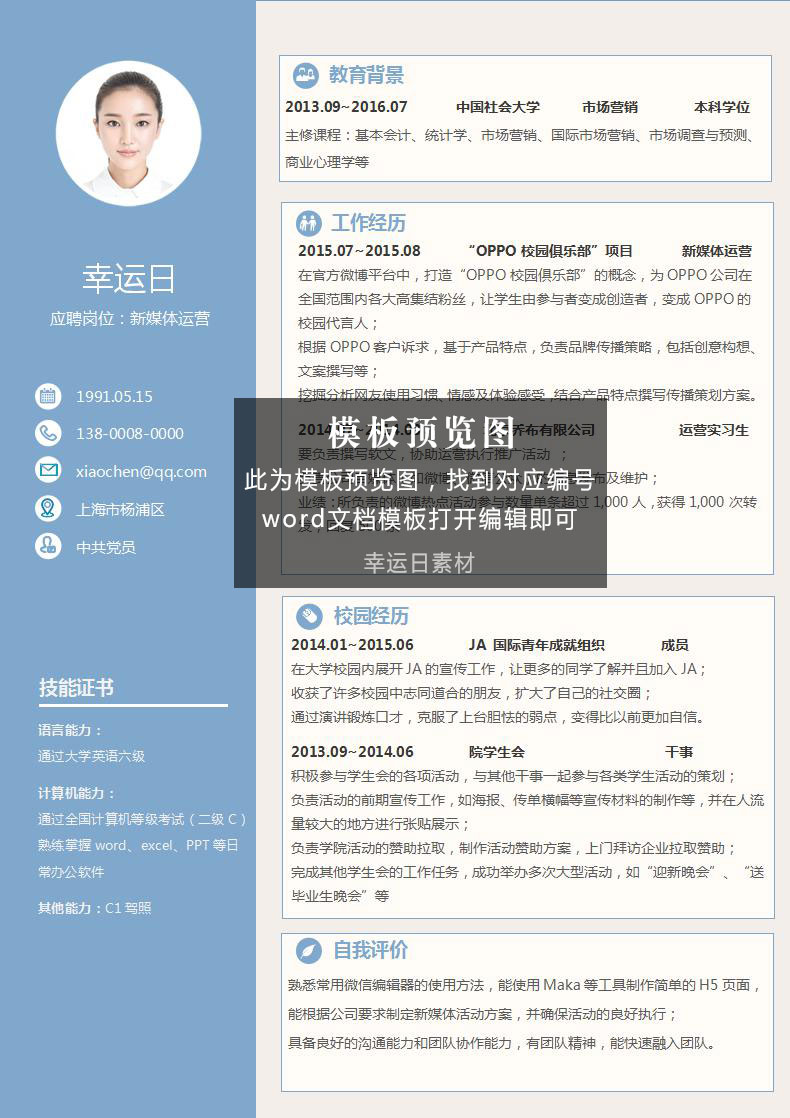 幸运日
应聘岗位：新媒体运营
1991.05.15
138-0008-0000
xiaochen@qq.com
上海市杨浦区
中共党员
技能证书
语言能力：
通过大学英语六级
计算机能力：
通过全国计算机等级考试（二级 C ）
熟练掌握 word、excel、PPT 等日
常办公软件
其他能力：C1 驾照
教育背景
2013.09~2016.07 中国社会大学 市场营销 本科学位
主修课程：基本会计、统计学、市场营销、国际市场营销、市场调查与预测、
商业心理学等
工作经历
2015.07~2015.08 “OPPO 校园俱乐部”项目 新媒体运营
在官方微博平台中，打造“OPPO 校园俱乐部”的概念，为 OPPO 公司在
全国范围内各大高集结粉丝，让学生由参与者变成创造者，变成 OPPO 的
校园代言人；
根据 OPPO 客户诉求，基于产品特点，负责品牌传播策略，包括创意构想、
文案撰写等；
挖掘分析网友使用习惯、情感及体验感受，结合产品特点撰写传播策划方案。
乔布有限公司 运营实习生
要负责撰写软文，协助运营执行推广活动 ；
布及维护；
业绩：所负责的微博热点活动参与数量单条超过 1,000 人，获得 1,000 次转
模板预览图
此为模板预览图，找到对应编号
word文档模板打开编辑即可
幸运日素材
校园经历
2014.01~2015.06 JA 国际青年成就组织 成员
在大学校园内展开 JA 的宣传工作，让更多的同学了解并且加入 JA；
收获了许多校园中志同道合的朋友，扩大了自己的社交圈；
通过演讲锻炼口才，克服了上台胆怯的弱点，变得比以前更加自信。
2013.09~2014.06 院学生会 干事
积极参与学生会的各项活动，与其他干事一起参与各类学生活动的策划；
负责活动的前期宣传工作，如海报、传单横幅等宣传材料的制作等，并在人流
量较大的地方进行张贴展示；
负责学院活动的赞助拉取，制作活动赞助方案，上门拜访企业拉取赞助；
完成其他学生会的工作任务，成功举办多次大型活动，如“迎新晚会”、“送
毕业生晚会”等
自我评价
熟悉常用微信编辑器的使用方法，能使用 Maka 等工具制作简单的 H5 页面，
能根据公司要求制定新媒体活动方案，并确保活动的良好执行；
具备良好的沟通能力和团队协作能力，有团队精神，能快速融入团队。